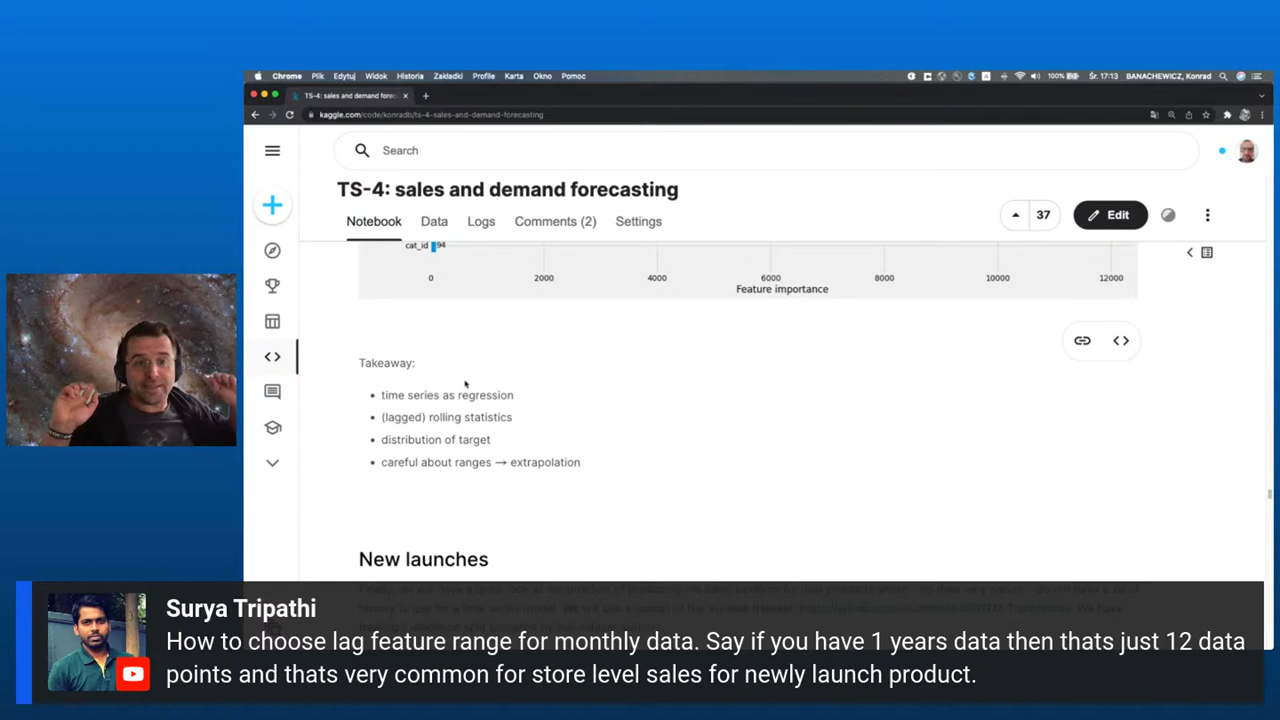 Chrome Plik Edytuj Widok Historia Zakładki Profile Karta Okno Pomoc 100% Śr. 17:13 BANACHEWICZ, Konrad
TS-4: sales and demand fore
kaggle.com/code/konradb/ts-4-sales-and-demand-forecasting
Search
TS-4: sales and demand forecasting
Notebook Data Logs Comments (2) Settings
37 Edit
cat_id 94
0 2000 4000 6000 8000 10000 12000
Feature importance
Takeaway:
time series as regression
(lagged) rolling statistics
distribution of target
careful about ranges → extrapolation
New launches
Surya Tripathi
How to choose lag feature range for monthly data. Say if you have 1 years data then thats just 12 data
points and thats very common for store level sales for newly launch product.